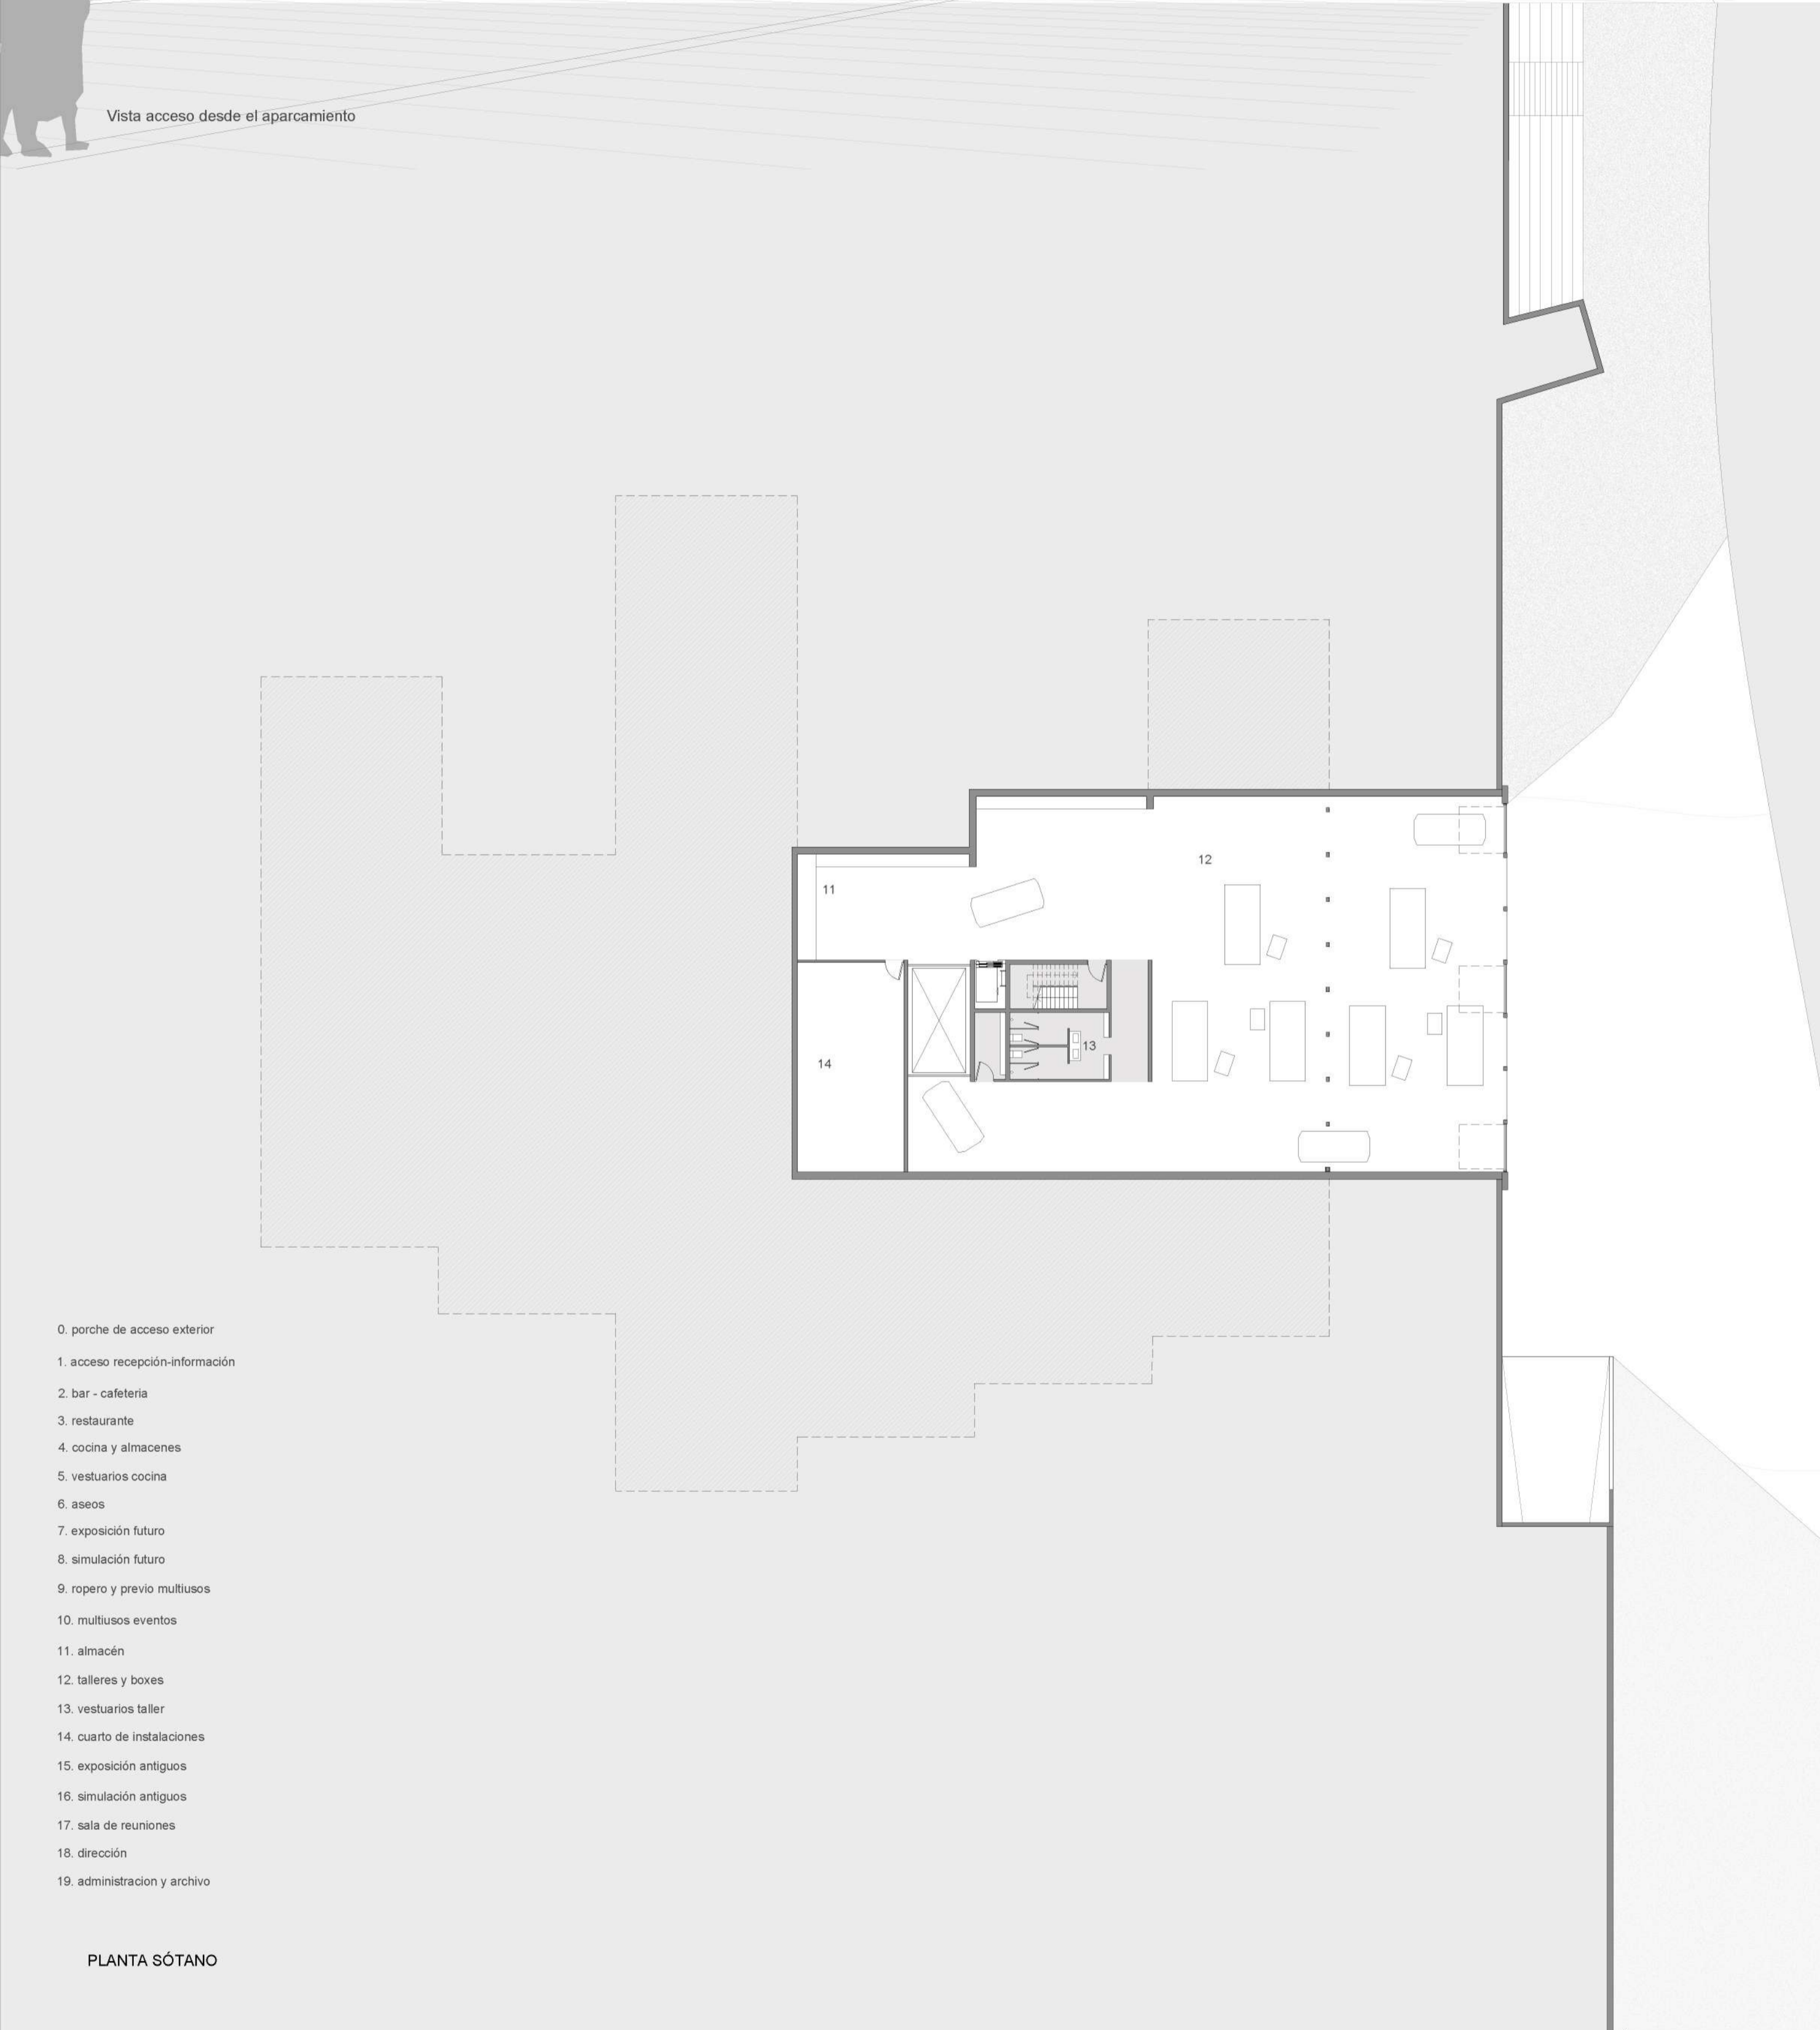 Vista acceso desde el aparcamiento
12
11
13
14
0. porche de acceso exterior
1. acceso recepción-información
2. bar - cafeteria
3. restaurante
4. cocina y almacenes
5. vestuarios cocina
6. aseos
7. exposición futuro
8. simulación futuro
9. ropero y previo multiusos
10. multiusos eventos
11. almacén
12. talleres y boxes
13. vestuarios taller
14. cuarto de instalaciones
15. exposición antiguos
16. simulación antiguos
17. sala de reuniones
18. dirección
19. administracion y archivo
PLANTA SÓTANO